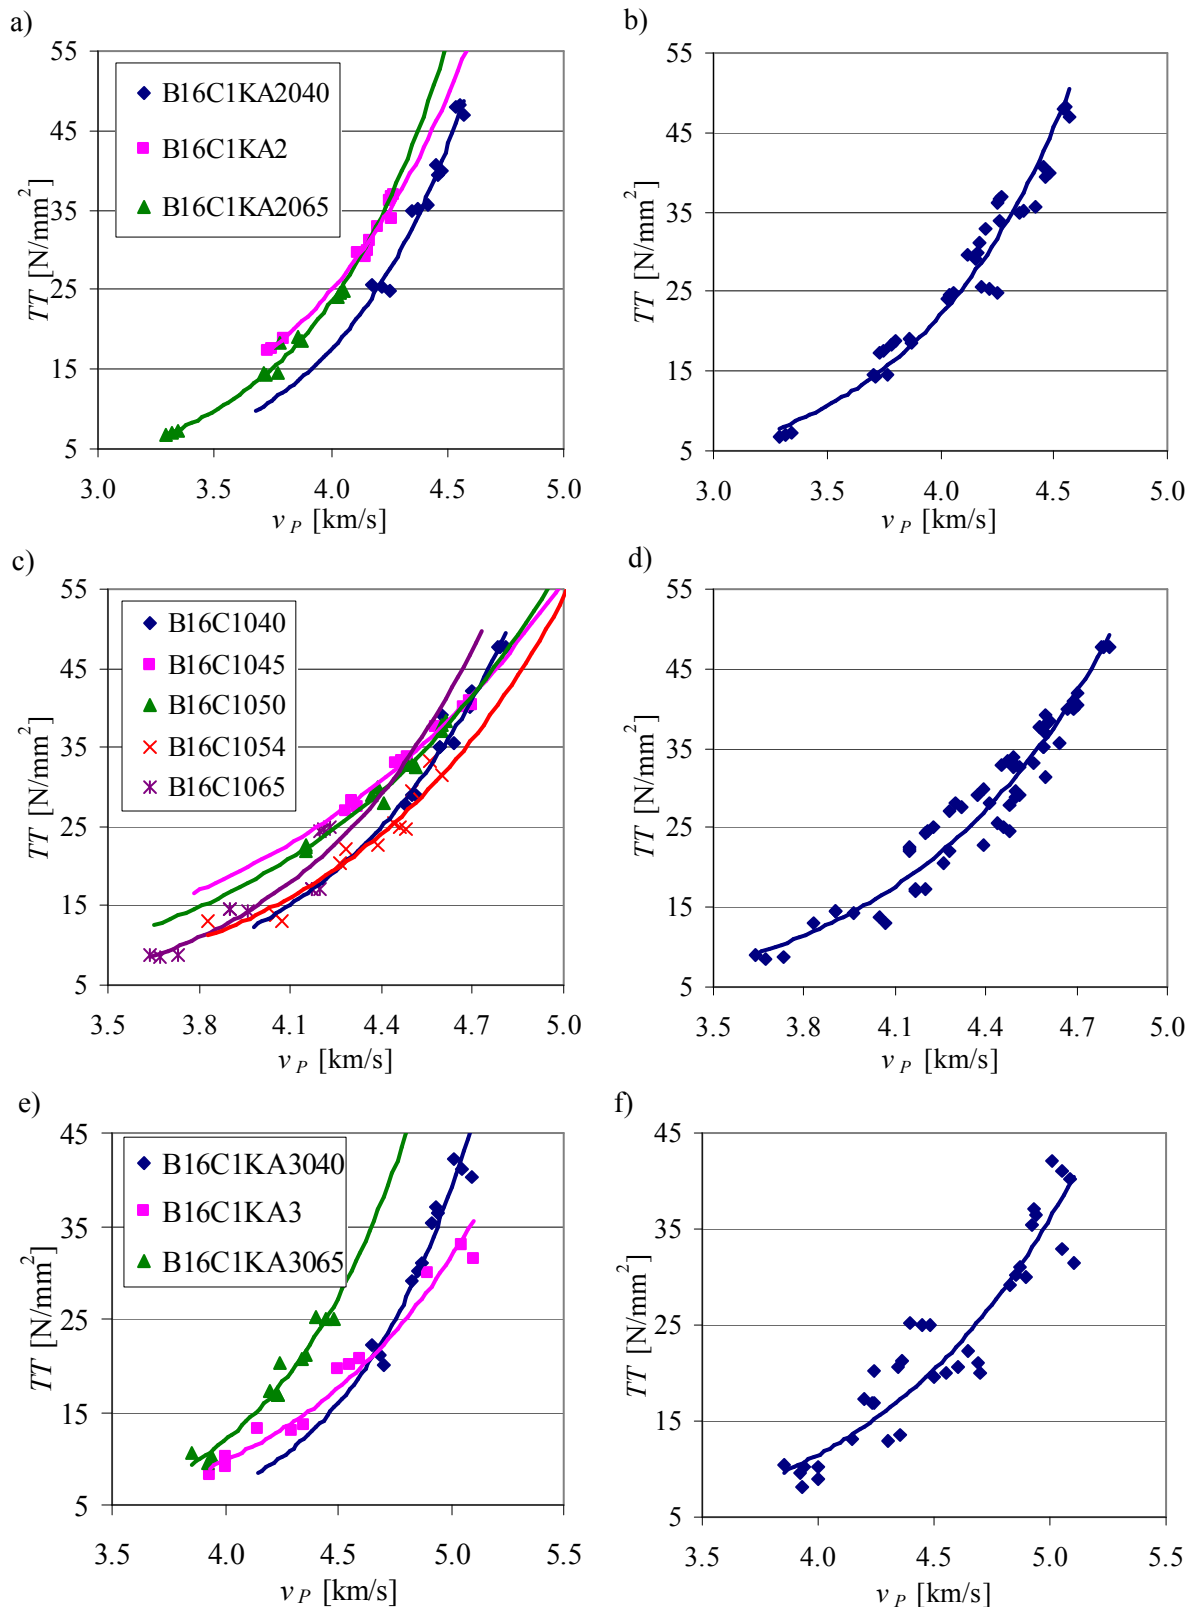 a)
55
45
35
25
15
5
TT [N/mm²]
B16C1KA2040
B16C1KA2
B16C1KA2065
3.0 3.5 4.0 4.5 5.0
v P [km/s]
b)
55
45
35
25
15
5
TT [N/mm²]
3.0 3.5 4.0 4.5 5.0
v P [km/s]
c)
55
45
35
25
15
5
TT [N/mm²]
B16C1040
B16C1045
B16C1050
B16C1054
B16C1065
3.5 3.8 4.1 4.4 4.7 5.0
v P [km/s]
d)
55
45
35
25
15
5
TT [N/mm²]
3.5 3.8 4.1 4.4 4.7 5.0
v P [km/s]
e)
45
35
25
15
5
TT [N/mm²]
B16C1KA3040
B16C1KA3
B16C1KA3065
3.5 4.0 4.5 5.0 5.5
v P [km/s]
f)
45
35
25
15
5
TT [N/mm²]
3.5 4.0 4.5 5.0 5.5
v P [km/s]